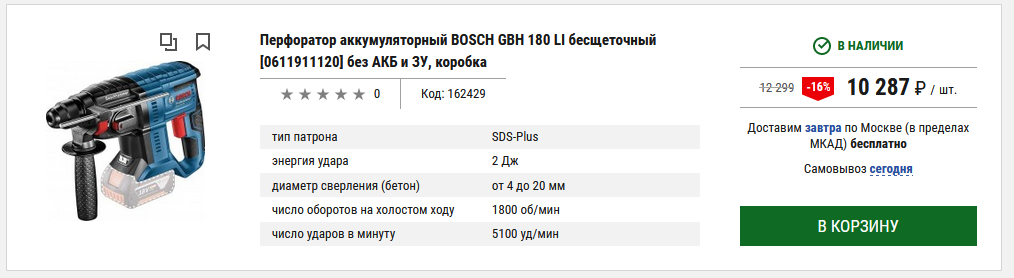 Перфоратор аккумуляторный BOSCH GBH 180 LI бесщеточный
[0611911120] без АКБ и ЗУ, коробка
0 Код: 162429
тип патрона SDS-Plus
энергия удара 2 Дж
диаметр сверления (бетон) от 4 до 20 мм
число оборотов на холостом ходу 1800 об/мин
число ударов в минуту 5100 уд/мин
В НАЛИЧИИ
12 299 -16% 10 287 ₽ / шт.
Доставим завтра по Москве (в пределах
МКАД) бесплатно
Самовывоз сегодня
В КОРЗИНУ
BOSCH